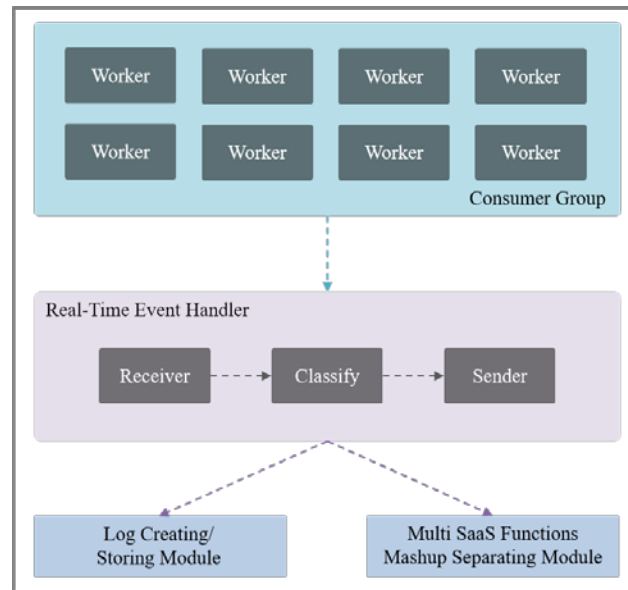 Worker Worker Worker Worker
Worker Worker Worker Worker
Consumer Group
Real-Time Event Handler
Receiver Classify Sender
Log Creating/
Storing Module
Multi SaaS Functions
Mashup Separating Module